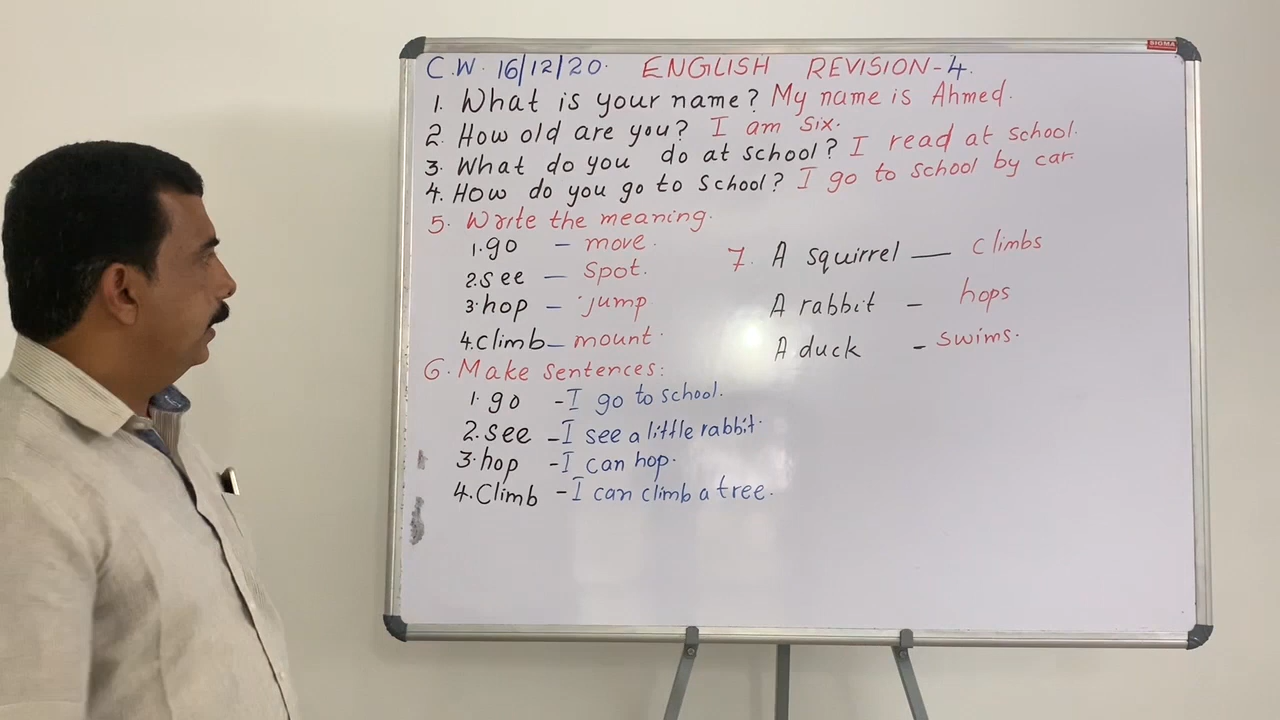 SIGMA
C.W. 16/12/20. ENGLISH REVISION-4.
1. What is your name? My name is Ahmed.
2. How old are you? I am six.
3. What do you do at school? I read at school.
4. How do you go to school? I go to school by car.
5. Write the meaning.
1. go - move.
2. see - spot.
3. hop - jump
4. climb - mount.
6. Make sentences:
1. go - I go to school.
2. see - I see a little rabbit.
3. hop - I can hop.
4. Climb - I can climb a tree.
7. A squirrel — climbs
A rabbit - hops
A duck - swims.